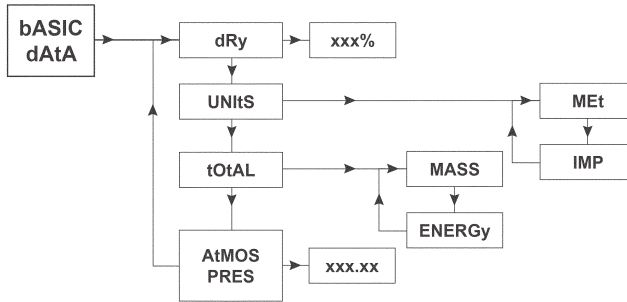 bASIC
dAtA
dRy
xxx%
UNItS
MEt
IMP
tOtAL
MASS
ENERGy
AtMOS
PRES
xxx.xx